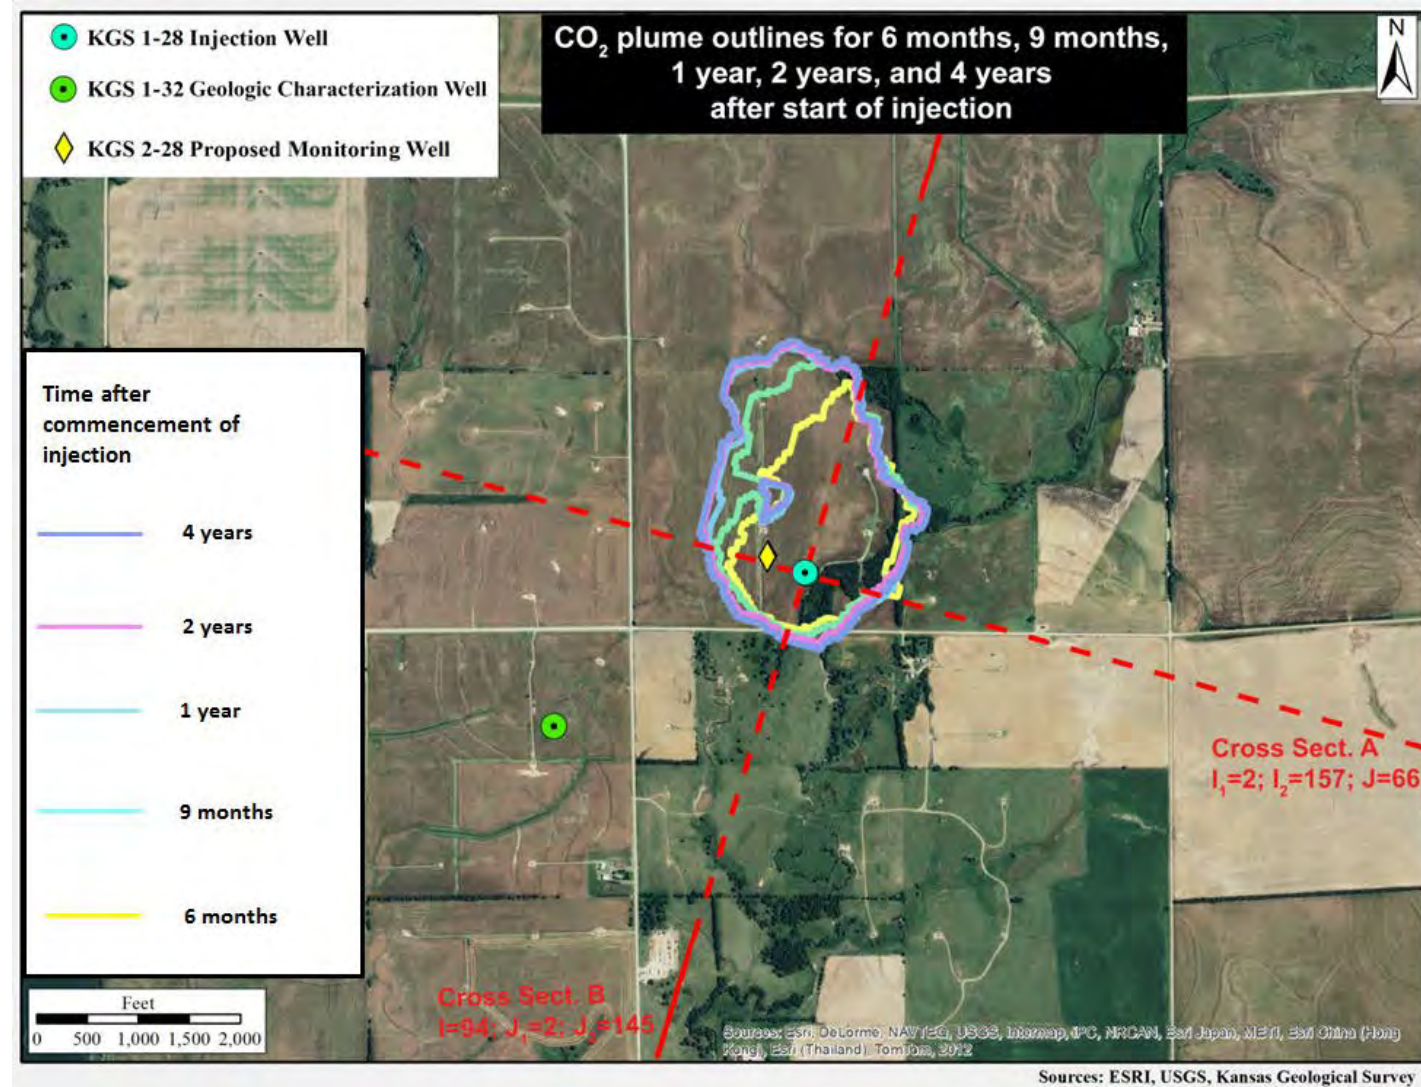 KGS 1-28 Injection Well
KGS 1-32 Geologic Characterization Well
KGS 2-28 Proposed Monitoring Well
CO₂ plume outlines for 6 months, 9 months,
1 year, 2 years, and 4 years
after start of injection
N
Time after
commencement of
injection
4 years
2 years
1 year
9 months
6 months
Cross Sect. A
I₁=2; I₂=157; J=66
Cross Sect. B
I=94; J₁=2; J₂=145
Feet
0 500 1,000 1,500 2,000
Sources: Esri, DeLorme, NAVTEQ, USGS, Intermap, iPC, NRCAN, Esri Japan, METI, Esri China (Hong
Kong), Esri (Thailand), TomTom, 2012
Sources: ESRI, USGS, Kansas Geological Survey